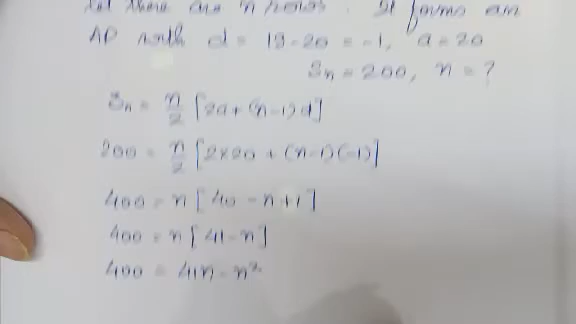 Let there are n rows. It forms an
AP with d = 19-20 = -1, a = 20
Sn = 200, n = ?
Sn = n/2 [2a+(n-1)d]
200 = n/2 [2×20 + (n-1)(-1)]
400 = n [40 - n+1]
400 = n [41-n]
400 = 41n - n²